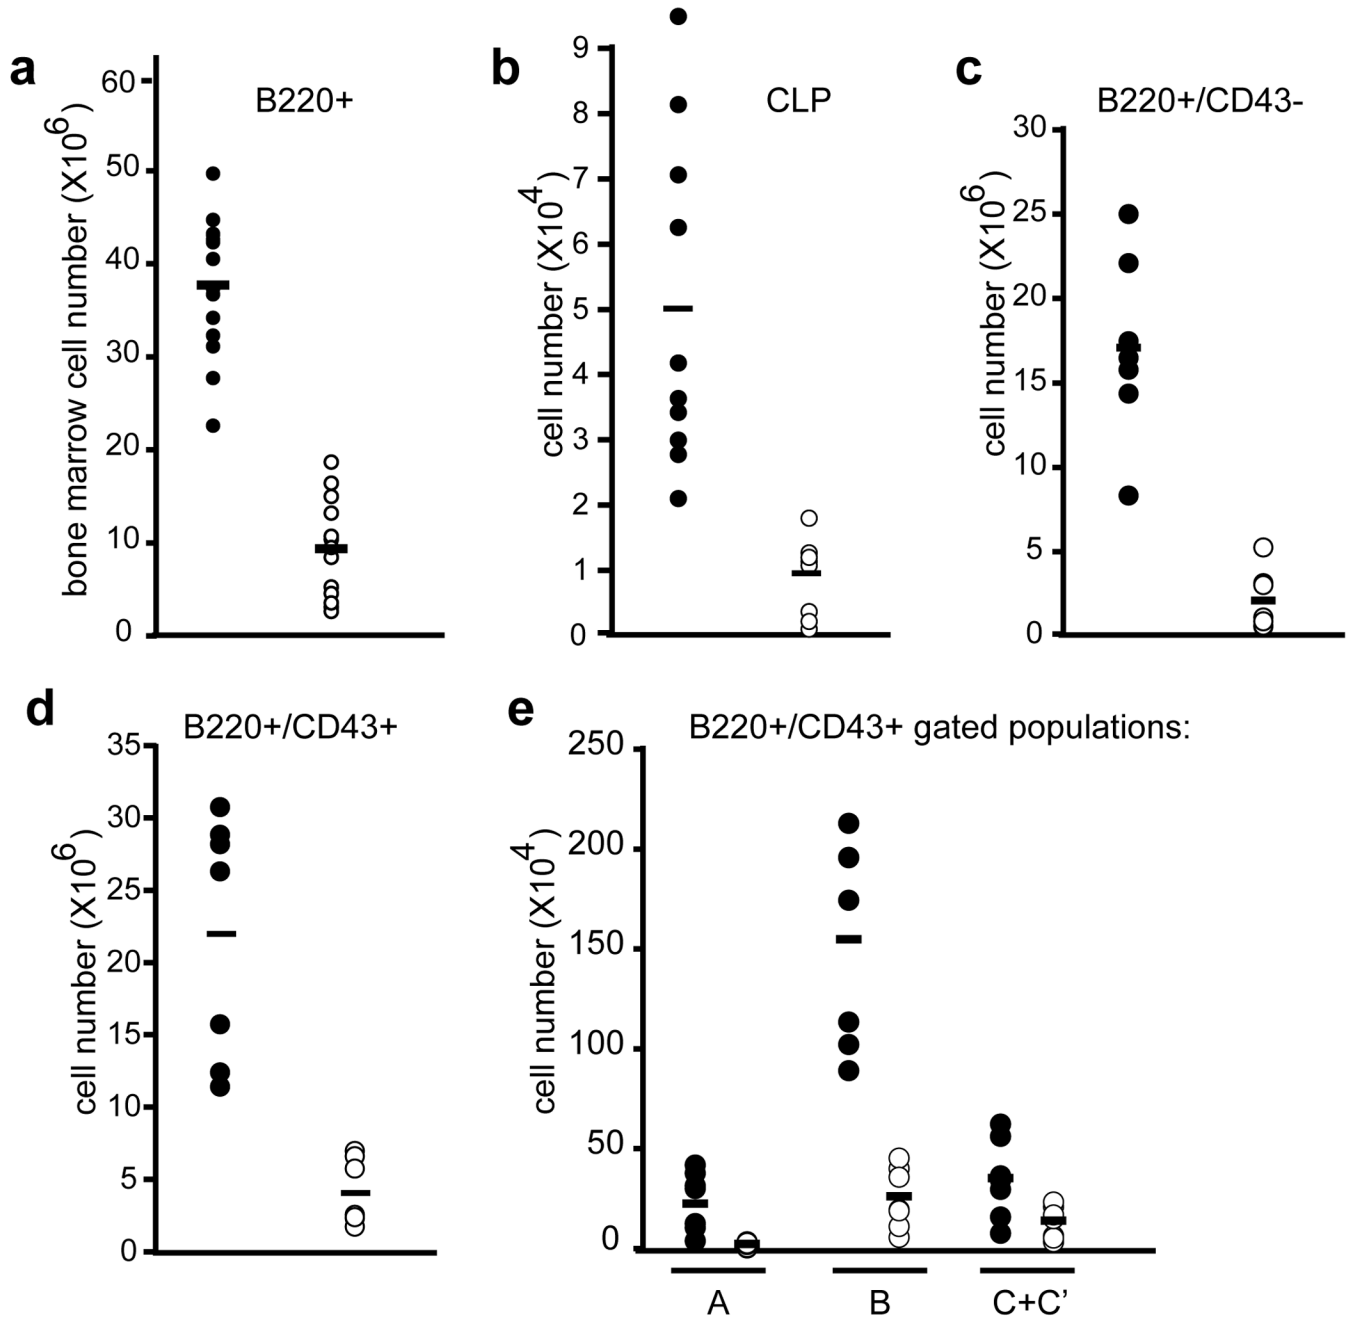 a
B220+
bone marrow cell number (X10^6)
60
50
40
30
20
10
0
b
CLP
cell number (X10^4)
9
8
7
6
5
4
3
2
1
0
c
B220+/CD43-
cell number (X10^6)
30
25
20
15
10
5
0
d
B220+/CD43+
cell number (X10^6)
35
30
25
20
15
10
5
0
e
B220+/CD43+ gated populations:
cell number (X10^4)
250
200
150
100
50
0
A
B
C+C’